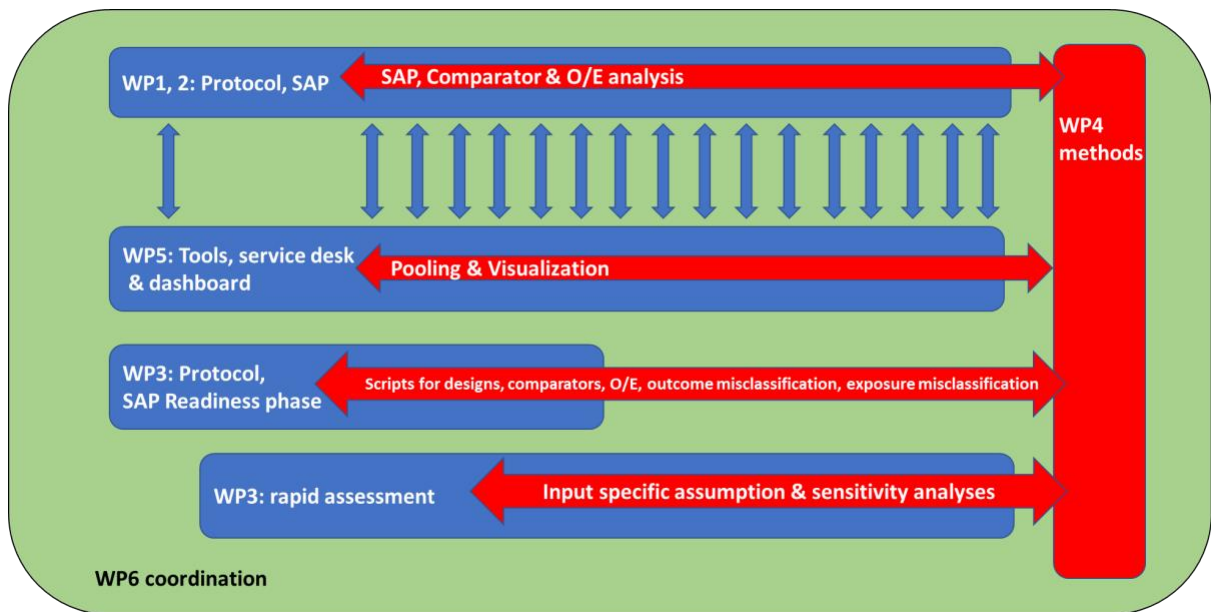 WP1, 2: Protocol, SAP
SAP, Comparator & O/E analysis
WP4
methods
WP5: Tools, service desk
& dashboard
Pooling & Visualization
WP3: Protocol,
SAP Readiness phase
Scripts for designs, comparators, O/E, outcome misclassification, exposure misclassification
WP3: rapid assessment
Input specific assumption & sensitivity analyses
WP6 coordination